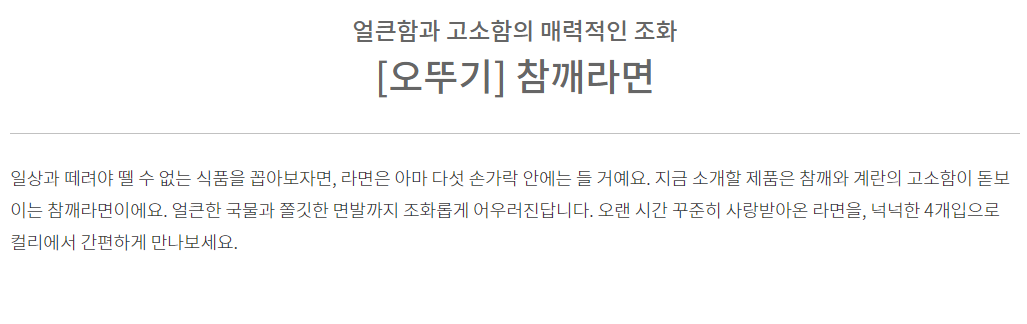 얼큰함과 고소함의 매력적인 조화
[오뚜기] 참깨라면
일상과 떼려야 뗄 수 없는 식품을 꼽아보자면, 라면은 아마 다섯 손가락 안에는 들 거예요. 지금 소개할 제품은 참깨와 계란의 고소함이 돋보
이는 참깨라면이에요. 얼큰한 국물과 쫄깃한 면발까지 조화롭게 어우러진답니다. 오랜 시간 꾸준히 사랑받아온 라면을, 넉넉한 4개입으로
컬리에서 간편하게 만나보세요.